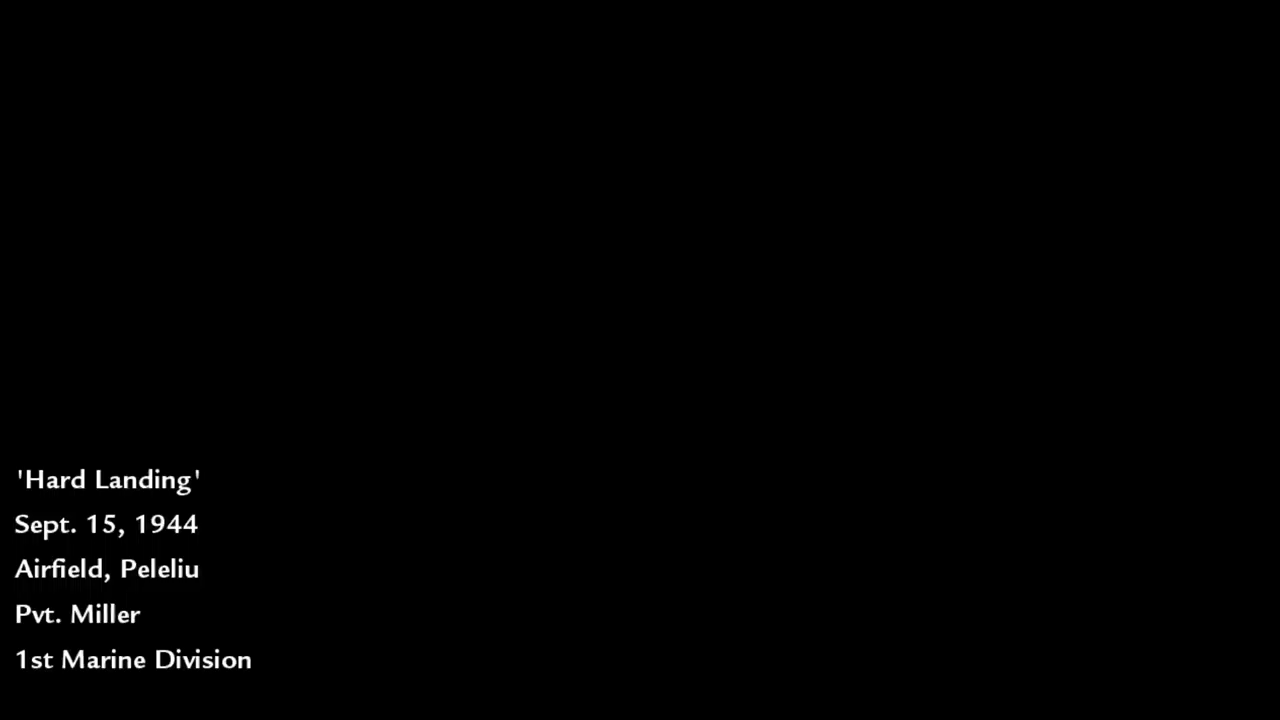 'Hard Landing'
Sept. 15, 1944
Airfield, Peleliu
Pvt. Miller
1st Marine Division